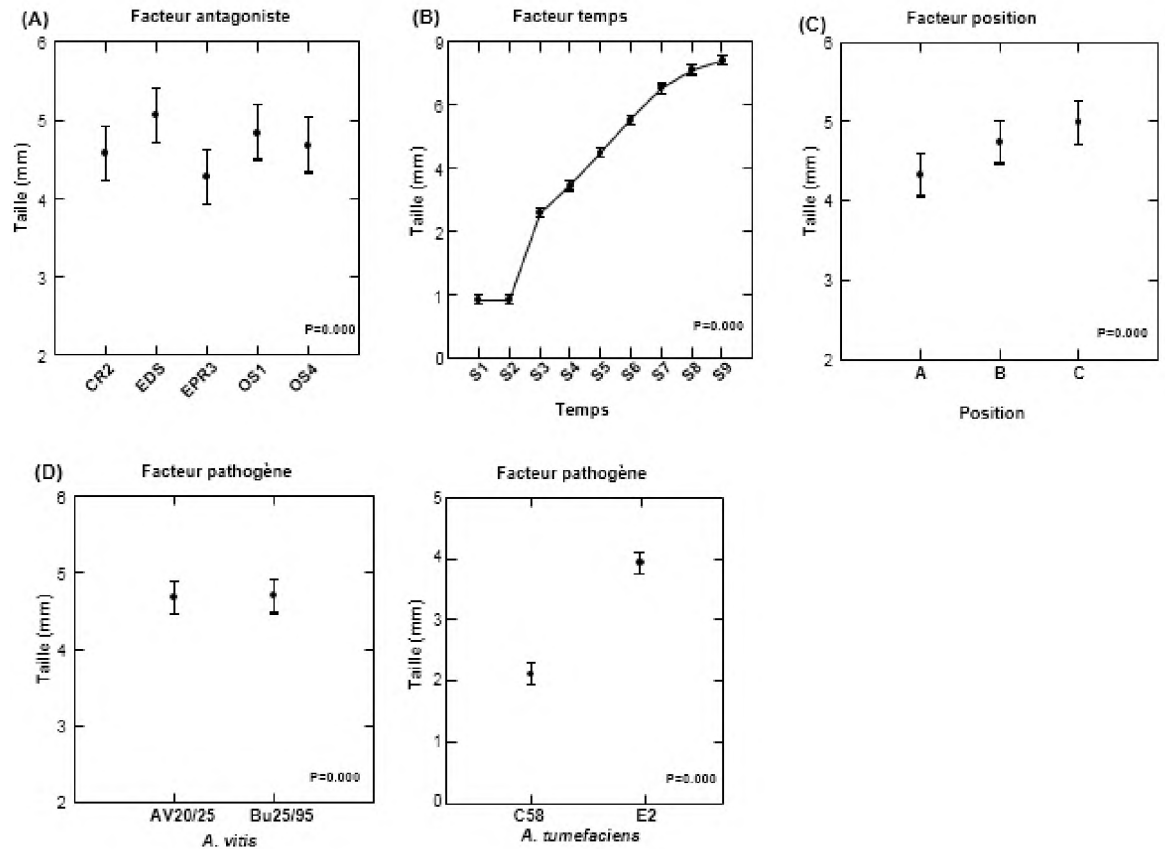 (A)
Facteur antagoniste
Taille (mm)
6
5
4
3
2
P=0.000
CR2
EDS
EPR3
OS1
OS4
(B)
Facteur temps
Taille (mm)
9
6
4
2
1
0
P=0.000
S1
S2
S3
S4
S5
S6
S7
S8
S9
Temps
(C)
Facteur position
Taille (mm)
6
5
4
3
2
P=0.000
A
B
C
Position
(D)
Facteur pathogène
Taille (mm)
6
5
4
3
2
P=0.000
AV20/25
Bu25/95
A. vitis
Facteur pathogène
Taille (mm)
5
4
3
2
1
0
P=0.000
C58
E2
A. tumefaciens